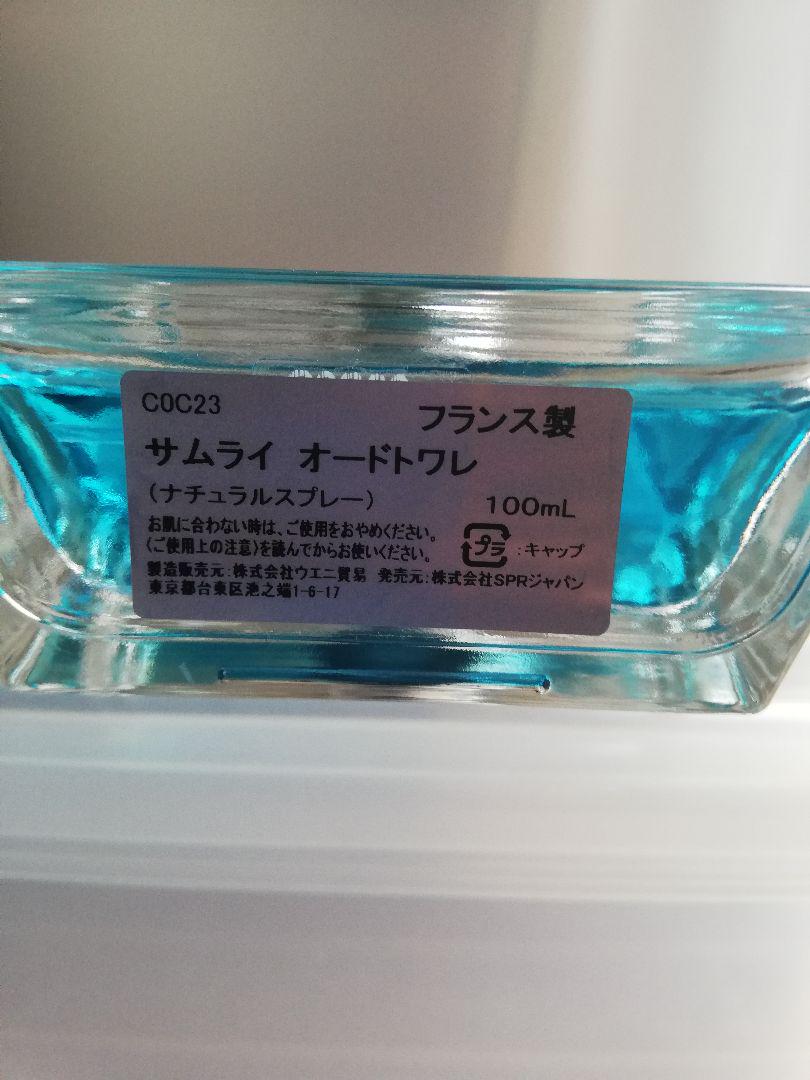 COC23 フランス製
サムライ オードトワレ
(ナチュラルスプレー) 100mL
お肌に合わない時は、ご使用をおやめください。
〈ご使用上の注意〉を読んでからお使いください。 プラ :キャップ
製造販売元:株式会社ウエニ貿易 発売元:株式会社SPRジャパン
東京都台東区池之端1-6-17